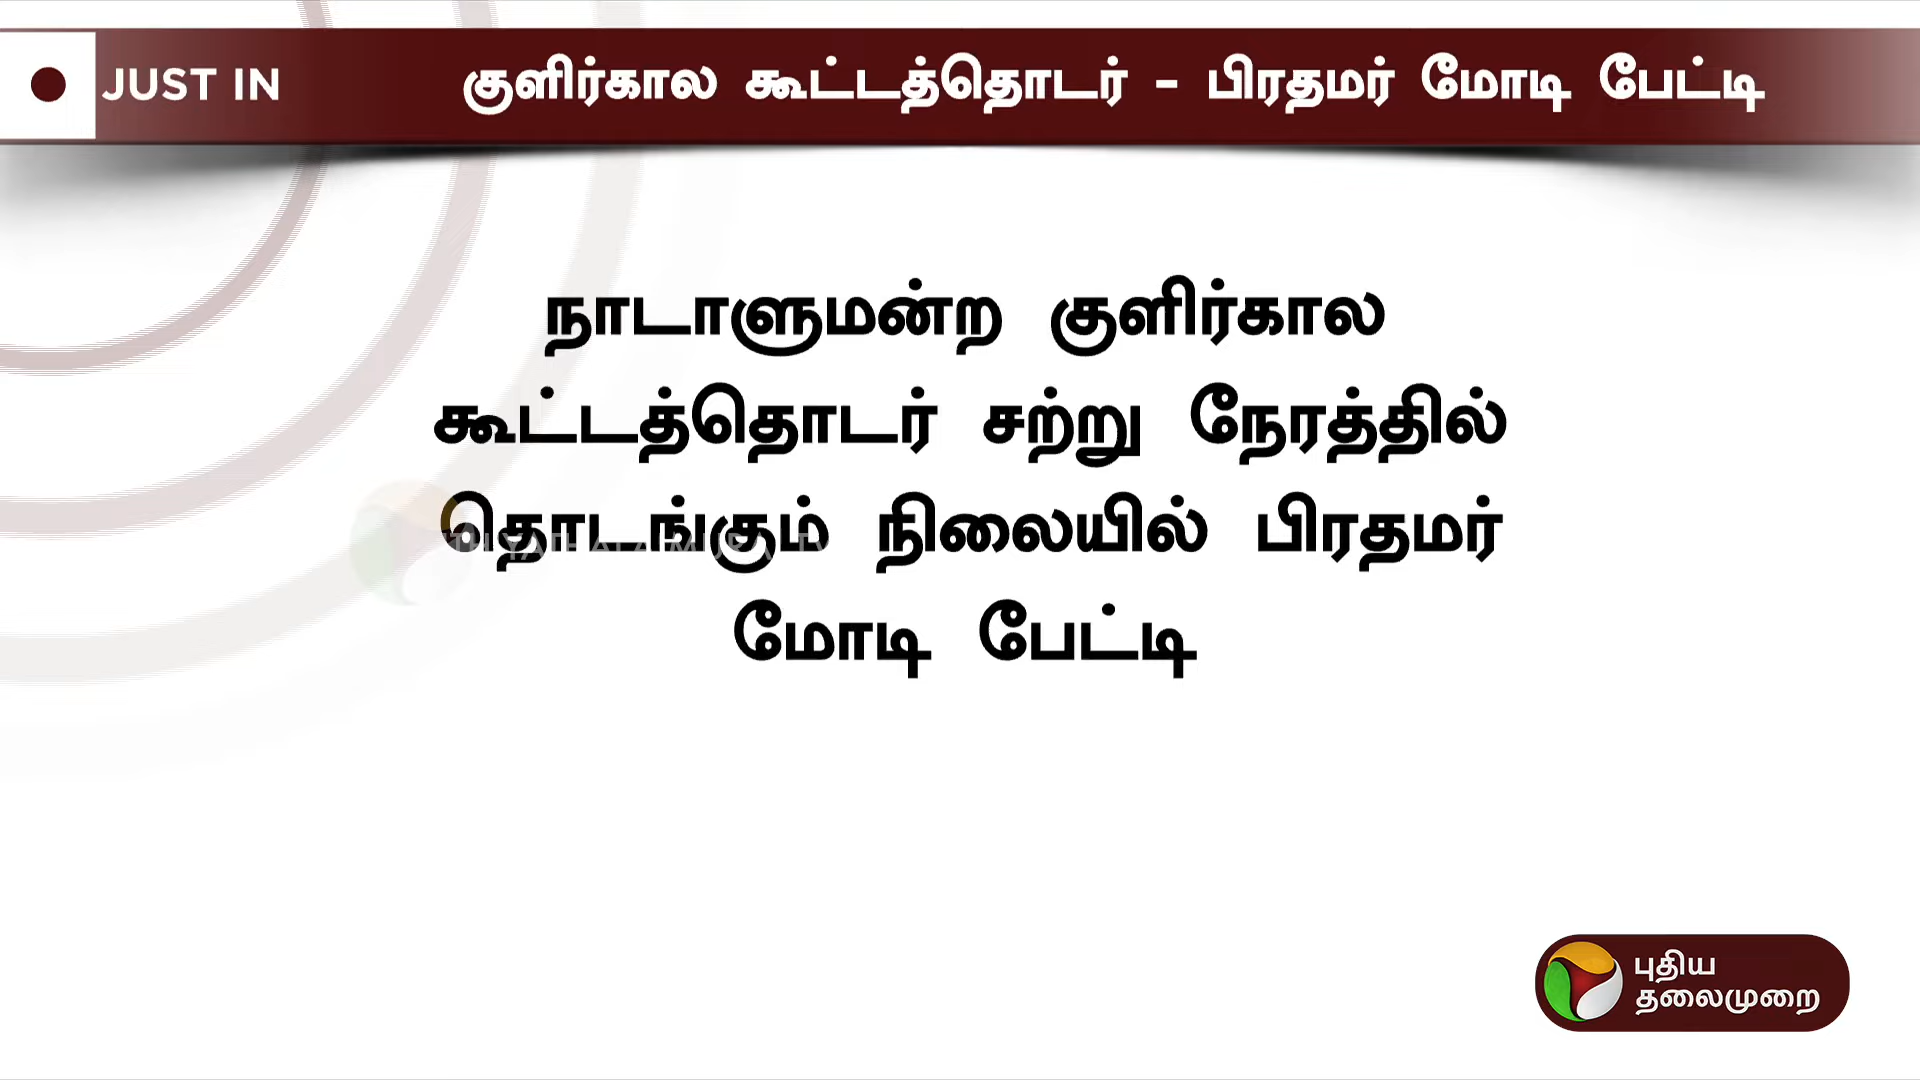 JUST IN
குளிர்கால கூட்டத்தொடர் - பிரதமர் மோடி பேட்டி
நாடாளுமன்ற குளிர்கால
கூட்டத்தொடர் சற்று நேரத்தில்
தொடங்கும் நிலையில் பிரதமர்
மோடி பேட்டி
புதிய
தலைமுறை